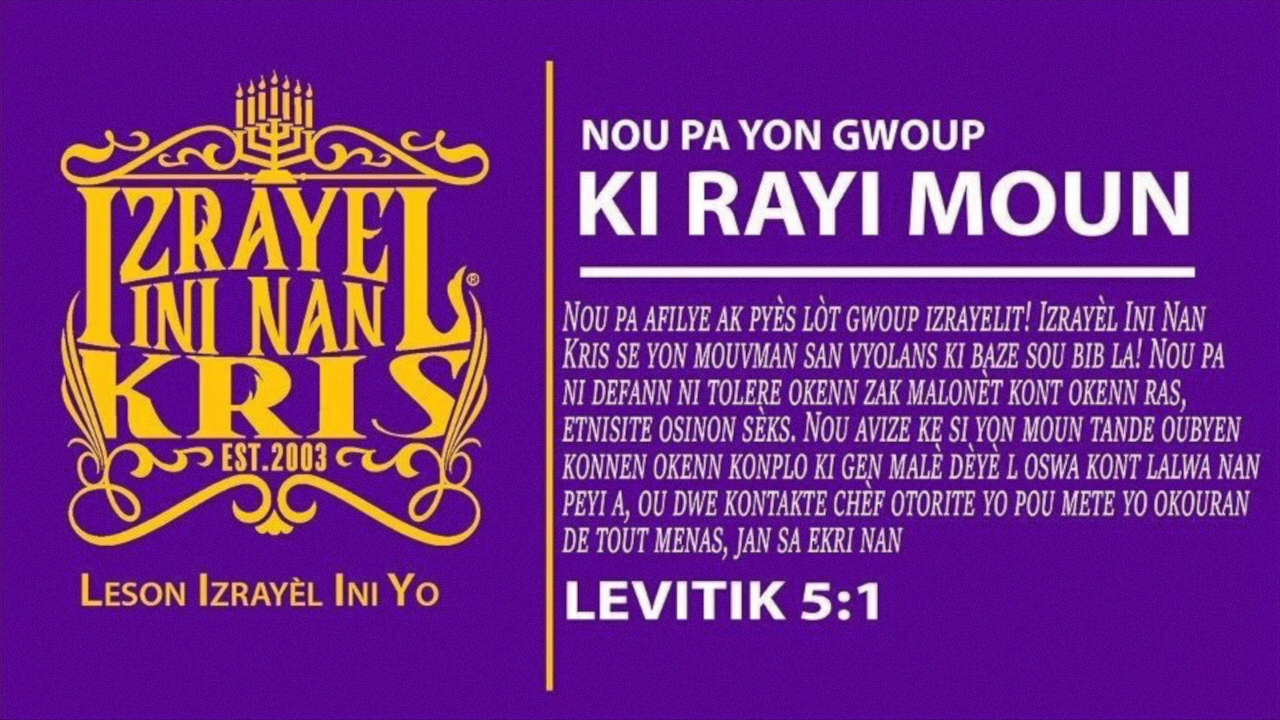 IZRAYEL
INI NAN
KRIS
EST.2003
LESON IZRAYÈL INI YO
NOU PA YON GWOUP
KI RAYI MOUN
NOU PA AFILYE AK PYÈS LÒT GWOUP IZRAYELIT! IZRAYÈL INI NAN
KRIS SE YON MOUVMAN SAN VYOLANS KI BAZE SOU BIB LA! NOU PA
NI DEFANN NI TOLERE OKENN ZAK MALONÈT KONT OKENN RAS,
ETNISITE OSINON SÈKS. NOU AVIZE KE SI YON MOUN TANDE OUBYEN
KONNEN OKENN KONPLO KI GEN MALÈ DÈYÈ L OSWA KONT LALWA NAN
PEYI A, OU DWE KONTAKTE CHÈF OTORITE YO POU METE YO OKOURAN
DE TOUT MENAS, JAN SA EKRI NAN
LEVITIK 5:1